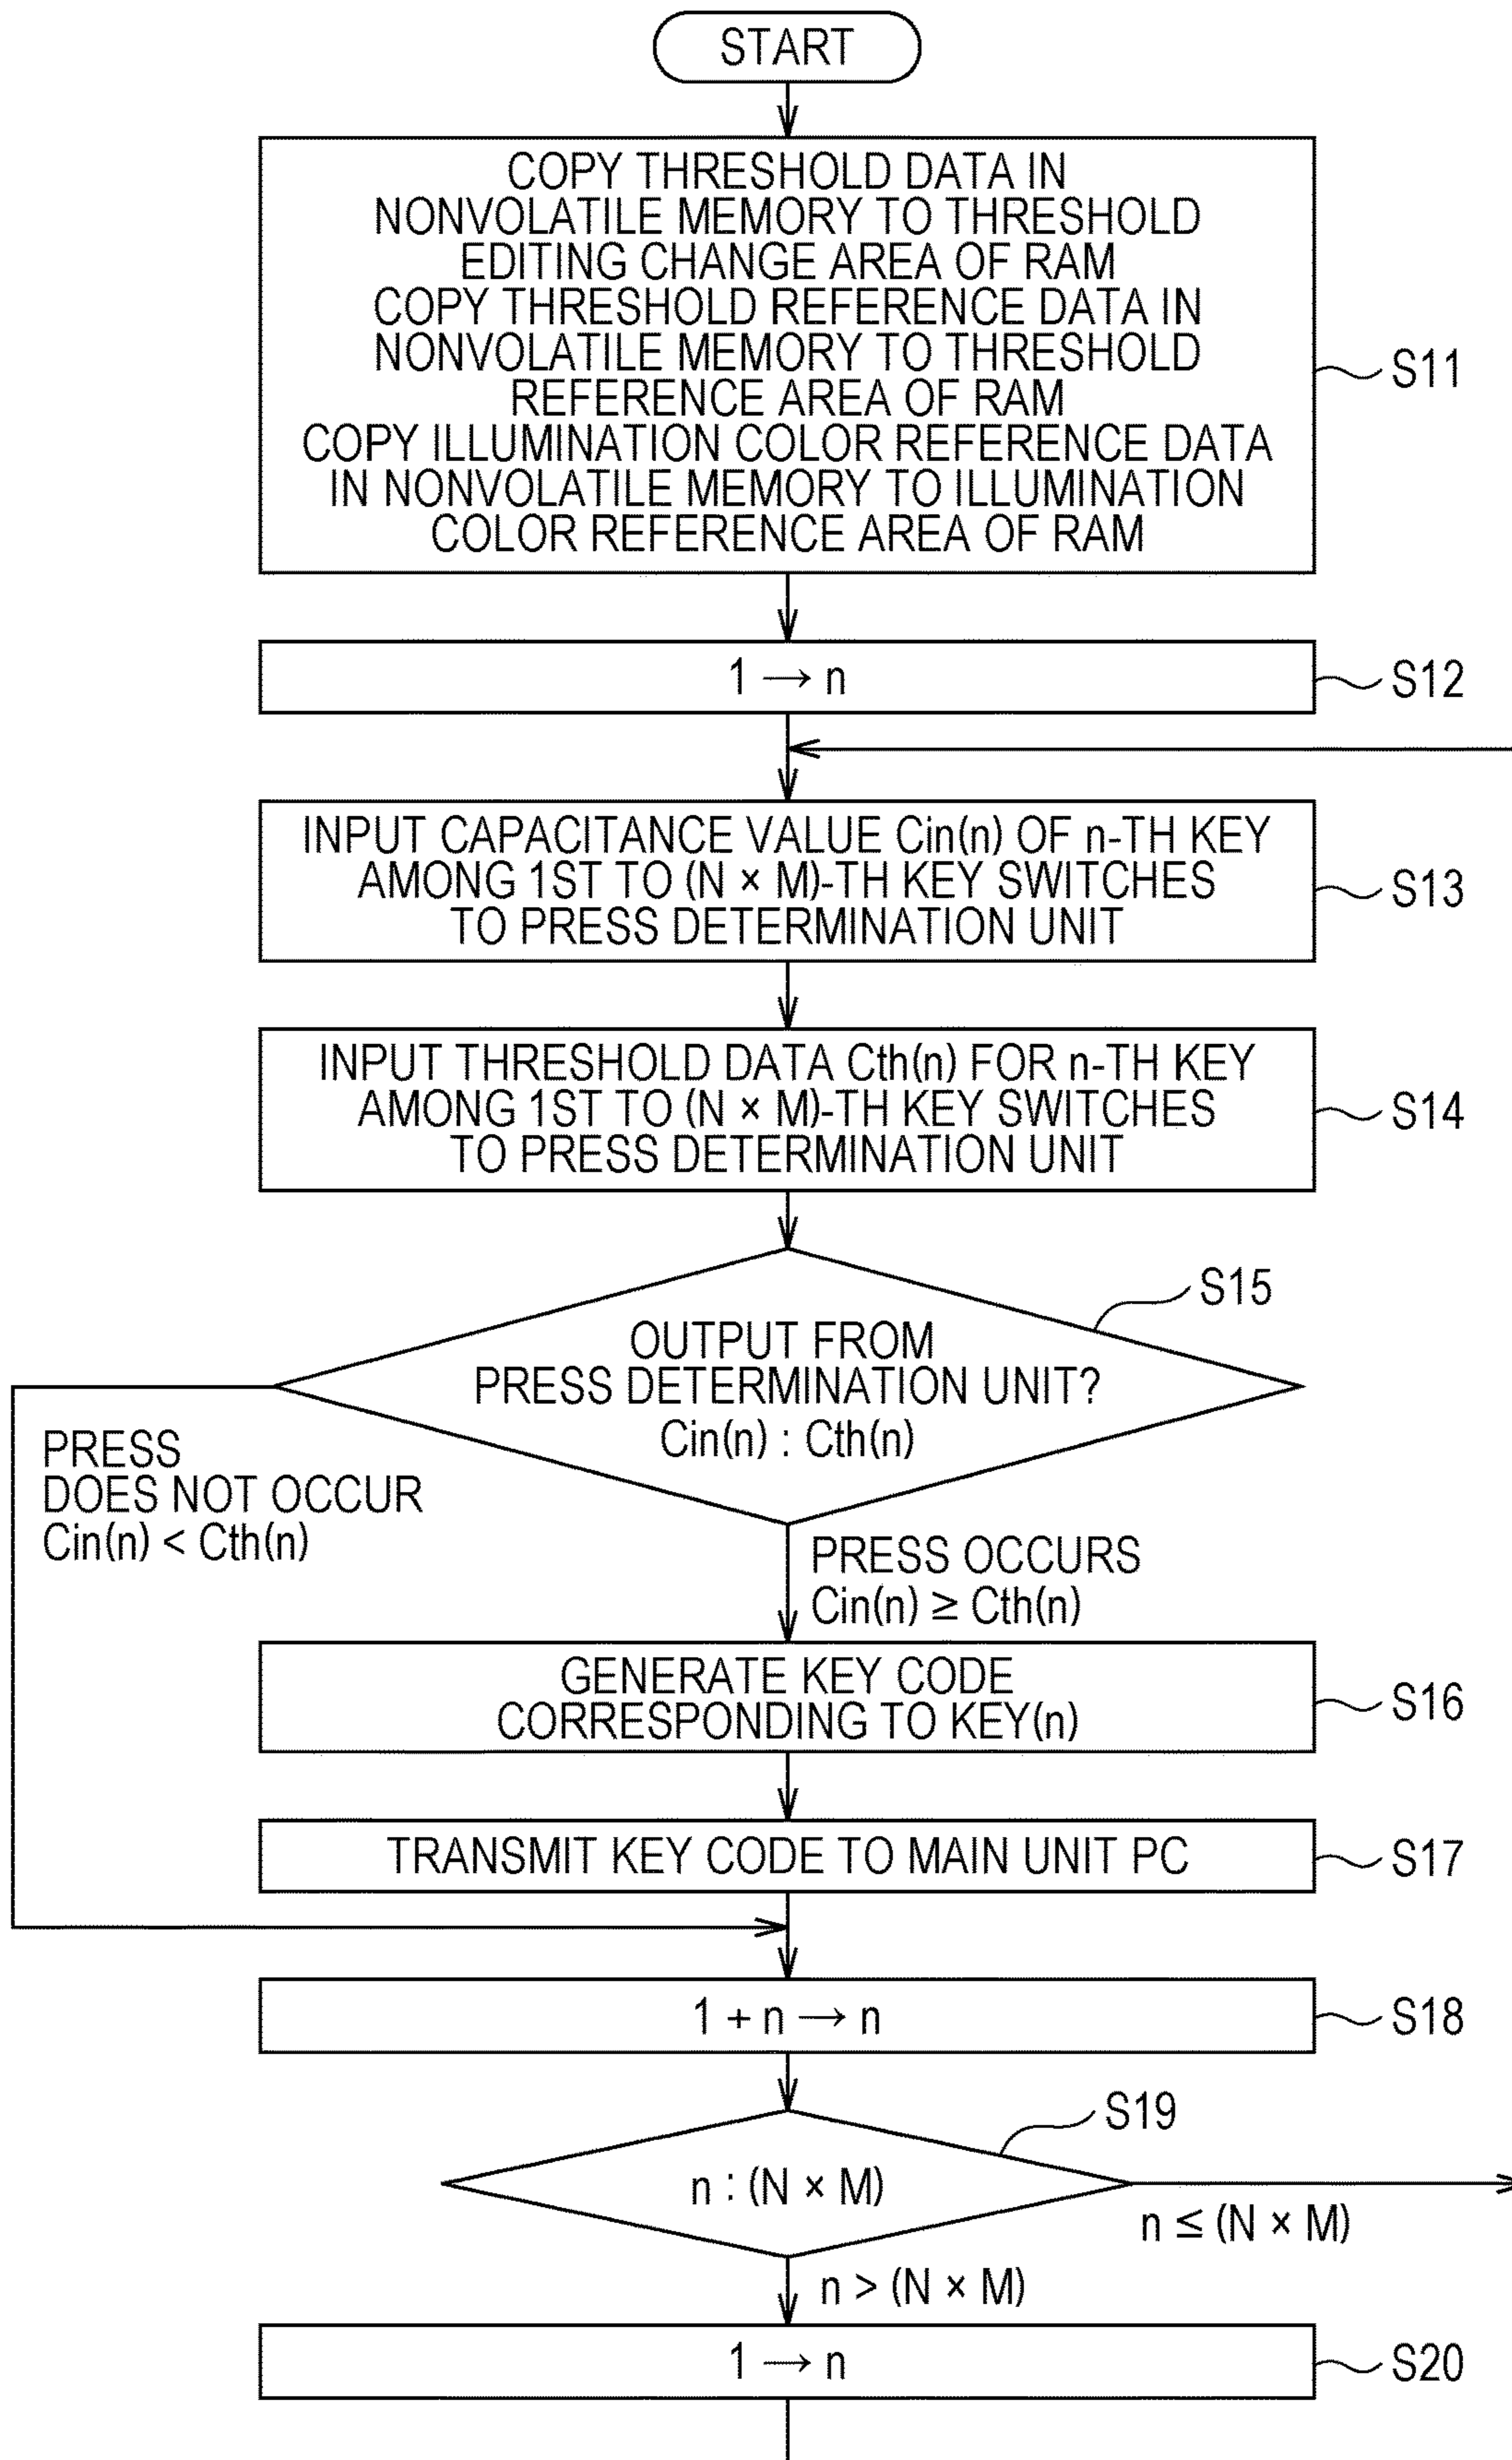 START
COPY THRESHOLD DATA IN
NONVOLATILE MEMORY TO THRESHOLD
EDITING CHANGE AREA OF RAM
COPY THRESHOLD REFERENCE DATA IN
NONVOLATILE MEMORY TO THRESHOLD
REFERENCE AREA OF RAM
COPY ILLUMINATION COLOR REFERENCE DATA
IN NONVOLATILE MEMORY TO ILLUMINATION
COLOR REFERENCE AREA OF RAM
S11
1 → n
S12
INPUT CAPACITANCE VALUE Cin(n) OF n-TH KEY
AMONG 1ST TO (N × M)-TH KEY SWITCHES
TO PRESS DETERMINATION UNIT
S13
INPUT THRESHOLD DATA Cth(n) FOR n-TH KEY
AMONG 1ST TO (N × M)-TH KEY SWITCHES
TO PRESS DETERMINATION UNIT
S14
S15
OUTPUT FROM
PRESS DETERMINATION UNIT?
Cin(n) : Cth(n)
PRESS
DOES NOT OCCUR
Cin(n) < Cth(n)
PRESS OCCURS
Cin(n) ≥ Cth(n)
GENERATE KEY CODE
CORRESPONDING TO KEY(n)
S16
TRANSMIT KEY CODE TO MAIN UNIT PC
S17
1 + n → n
S18
S19
n : (N × M)
n ≤ (N × M)
n > (N × M)
1 → n
S20